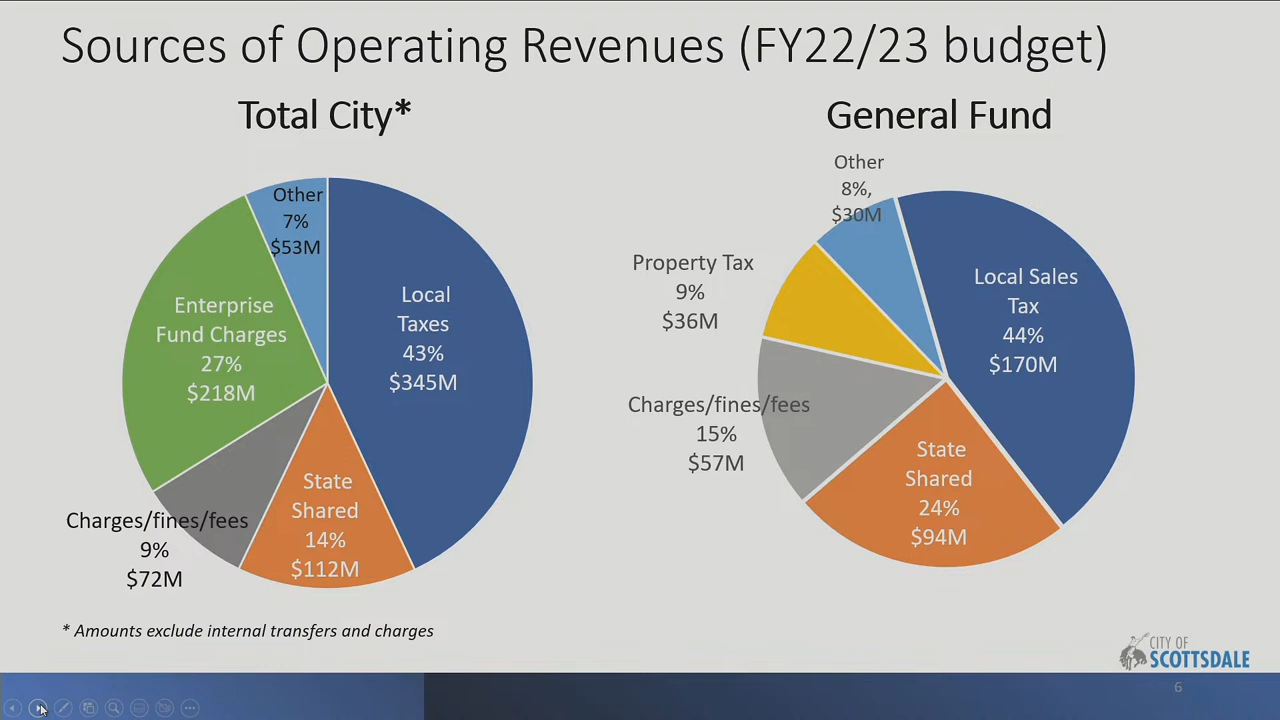 Sources of Operating Revenues (FY22/23 budget)
Total City*
Other
7%
$53M
Local
Taxes
43%
$345M
Enterprise
Fund Charges
27%
$218M
State
Shared
14%
$112M
Charges/fines/fees
9%
$72M
* Amounts exclude internal transfers and charges
General Fund
Other
8%,
$30M
Property Tax
9%
$36M
Local Sales
Tax
44%
$170M
Charges/fines/fees
15%
$57M
State
Shared
24%
$94M
CITY OF
SCOTTSDALE
6